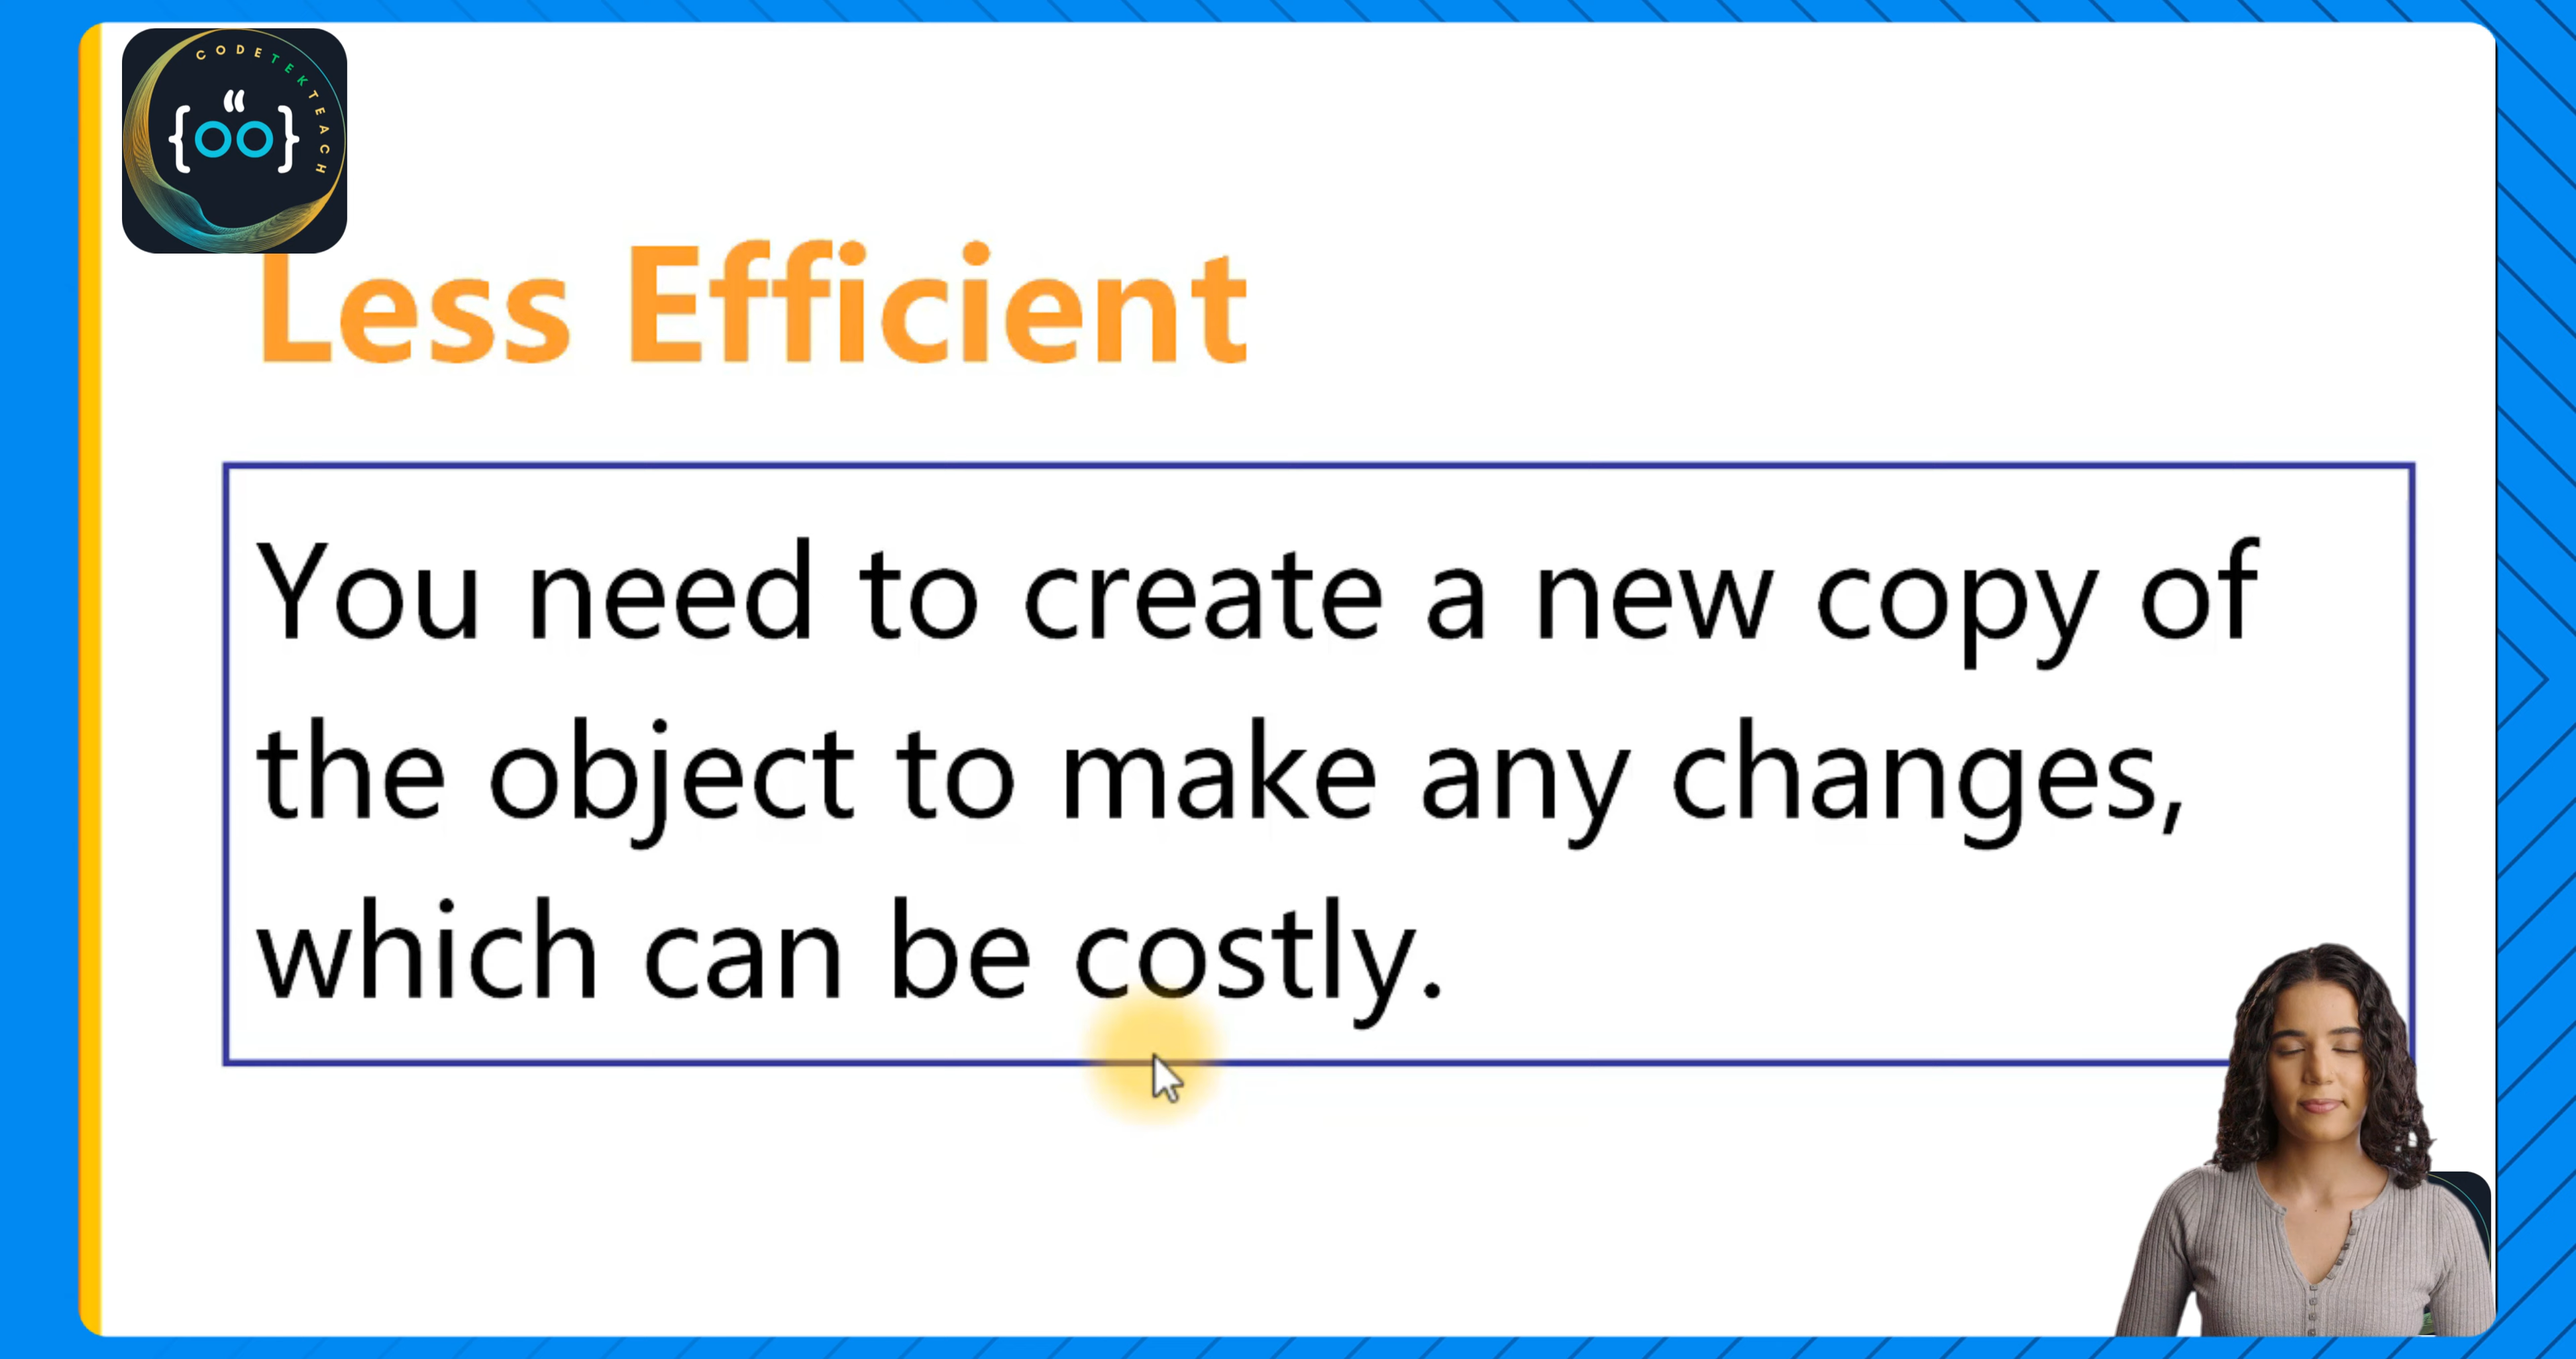 CODETEKTEACH
{oo}
Less Efficient
You need to create a new copy of
the object to make any changes,
which can be costly.